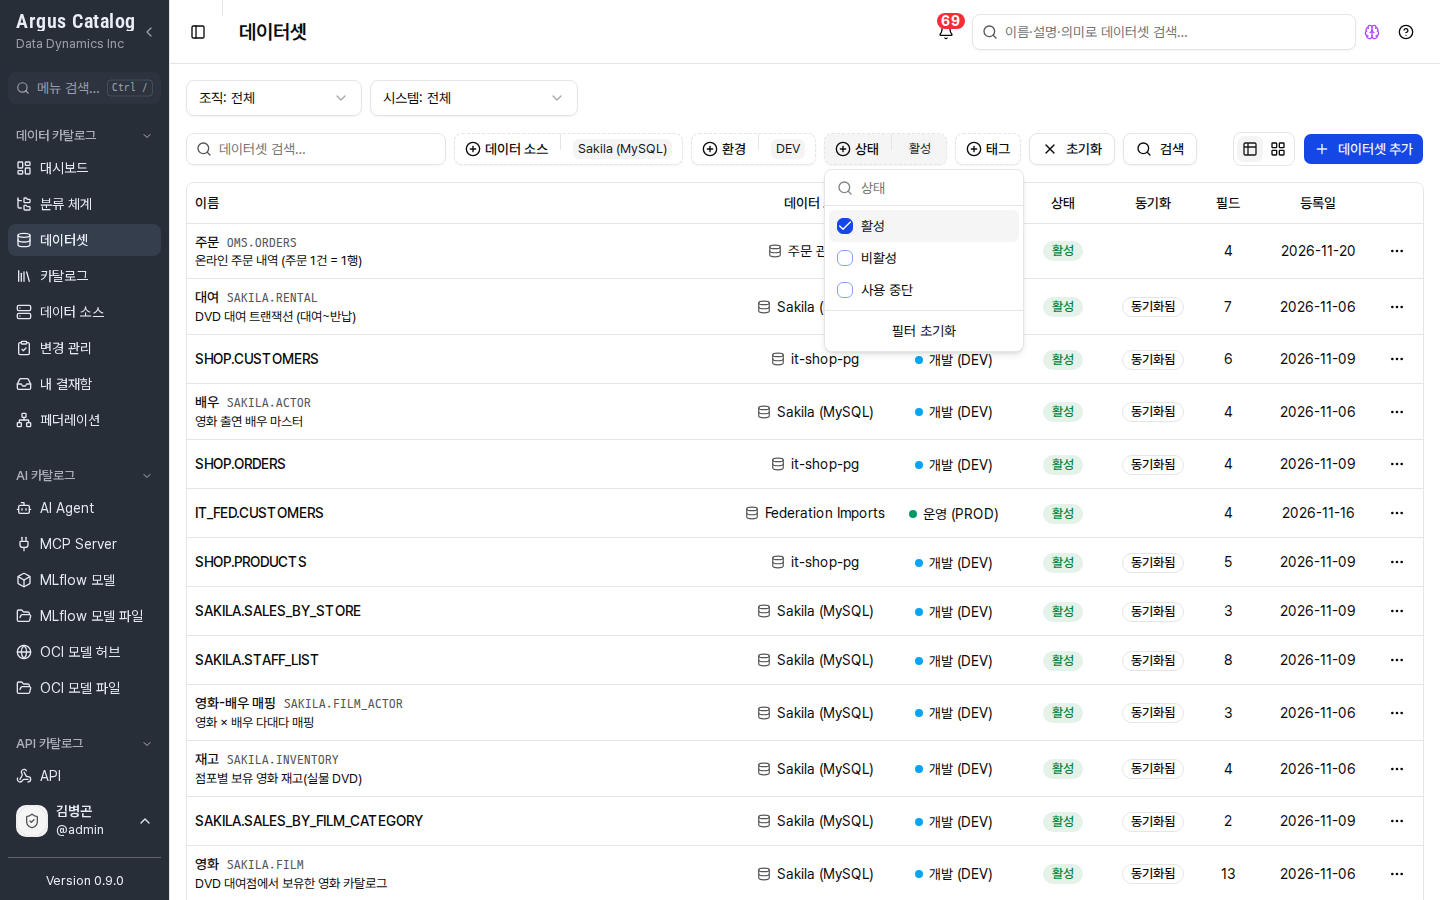 Argus Catalog
Data Dynamics Inc
메뉴 검색... Ctrl /
데이터 카탈로그
대시보드
분류 체계
데이터셋
카탈로그
데이터 소스
변경 관리
내 결재함
페더레이션
AI 카탈로그
AI Agent
MCP Server
MLflow 모델
MLflow 모델 파일
OCI 모델 허브
OCI 모델 파일
API 카탈로그
API
김병곤
@admin
Version 0.9.0
데이터셋
69
이름·설명·의미로 데이터셋 검색...
조직: 전체
시스템: 전체
데이터셋 검색...
데이터 소스 Sakila (MySQL)
환경 DEV
상태 활성
태그
초기화
검색
데이터셋 추가
상태
활성
비활성
사용 중단
필터 초기화
이름 데이터 상태 동기화 필드 등록일
주문 OMS.ORDERS
온라인 주문 내역 (주문 1건 = 1행)
주문 활성 4 2026-11-20
대여 SAKILA.RENTAL
DVD 대여 트랜잭션 (대여~반납)
Sakila 활성 동기화됨 7 2026-11-09
SHOP.CUSTOMERS it-shop-pg 개발 (DEV) 활성 동기화됨 6 2026-11-09
배우 SAKILA.ACTOR
영화 출연 배우 마스터
Sakila (MySQL) 개발 (DEV) 활성 동기화됨 4 2026-11-06
SHOP.ORDERS it-shop-pg 개발 (DEV) 활성 동기화됨 4 2026-11-09
IT_FED.CUSTOMERS Federation Imports 운영 (PROD) 활성 4 2026-11-16
SHOP.PRODUCTS it-shop-pg 개발 (DEV) 활성 동기화됨 5 2026-11-09
SAKILA.SALES_BY_STORE Sakila (MySQL) 개발 (DEV) 활성 동기화됨 3 2026-11-09
SAKILA.STAFF_LIST Sakila (MySQL) 개발 (DEV) 활성 동기화됨 8 2026-11-09
영화-배우 매핑 SAKILA.FILM_ACTOR
영화 × 배우 다대다 매핑
Sakila (MySQL) 개발 (DEV) 활성 동기화됨 3 2026-11-06
재고 SAKILA.INVENTORY
점포별 보유 영화 재고(실물 DVD)
Sakila (MySQL) 개발 (DEV) 활성 동기화됨 4 2026-11-06
SAKILA.SALES_BY_FILM_CATEGORY Sakila (MySQL) 개발 (DEV) 활성 동기화됨 2 2026-11-09
영화 SAKILA.FILM
DVD 대여점에서 보유한 영화 카탈로그
Sakila (MySQL) 개발 (DEV) 활성 동기화됨 13 2026-11-06